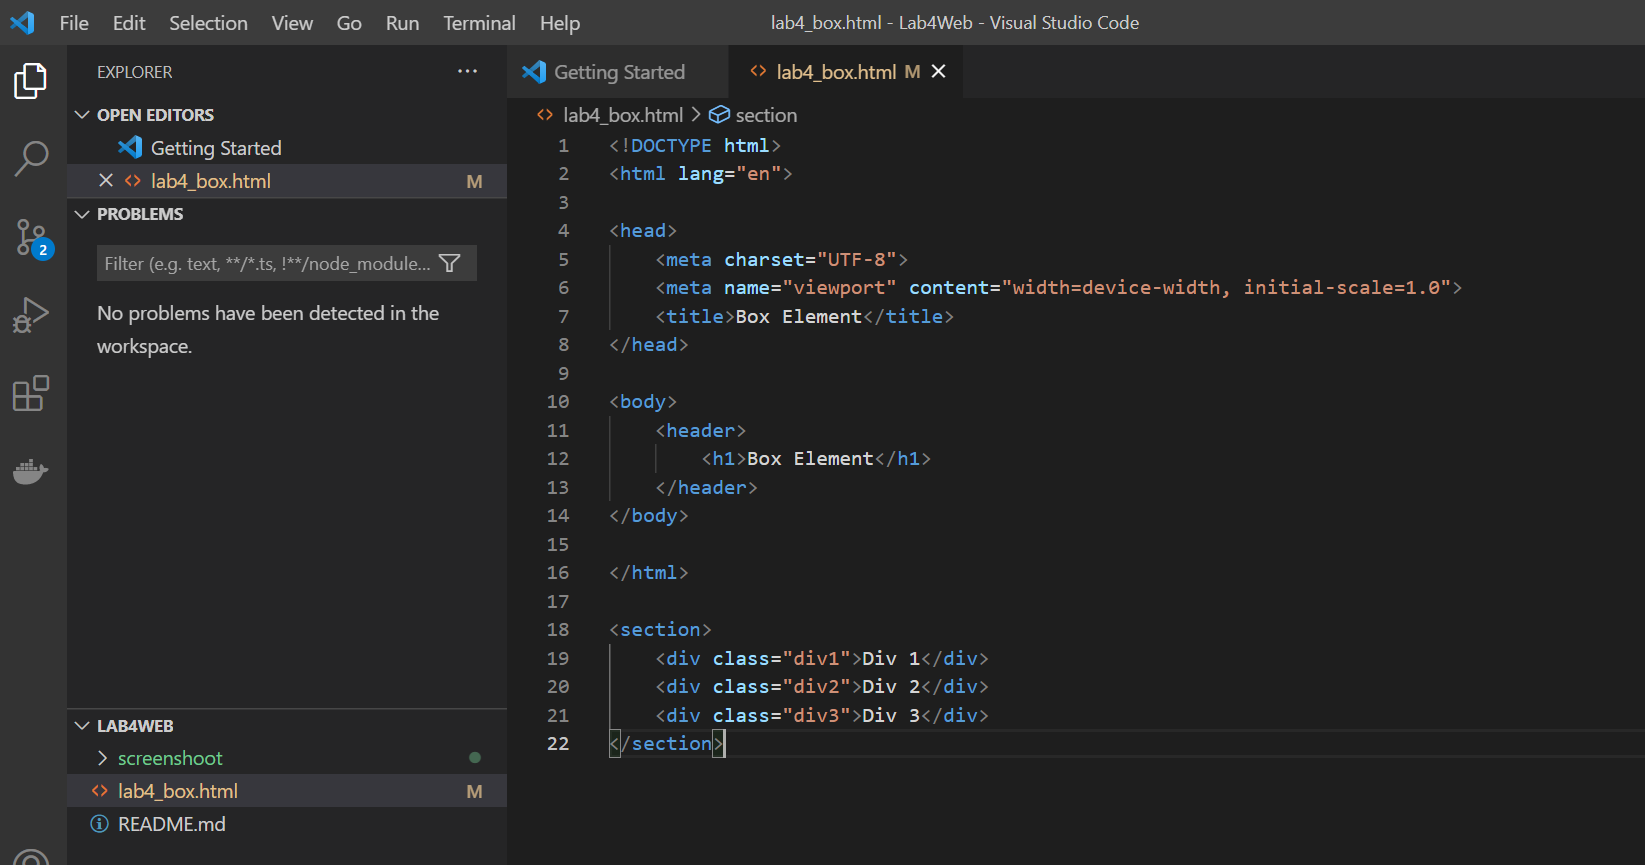 File Edit Selection View Go Run Terminal Help lab4_box.html - Lab4Web - Visual Studio Code
EXPLORER ···
OPEN EDITORS
Getting Started
lab4_box.html M
PROBLEMS
Filter (e.g. text, **/*.ts, !**/node_module...
No problems have been detected in the
workspace.
LAB4WEB
screenshoot
lab4_box.html M
README.md
2
Getting Started lab4_box.html M
lab4_box.html > section
1 <!DOCTYPE html>
2 <html lang="en">
3
4 <head>
5     <meta charset="UTF-8">
6     <meta name="viewport" content="width=device-width, initial-scale=1.0">
7     <title>Box Element</title>
8 </head>
9
10 <body>
11     <header>
12         <h1>Box Element</h1>
13     </header>
14 </body>
15
16 </html>
17
18 <section>
19     <div class="div1">Div 1</div>
20     <div class="div2">Div 2</div>
21     <div class="div3">Div 3</div>
22 </section>